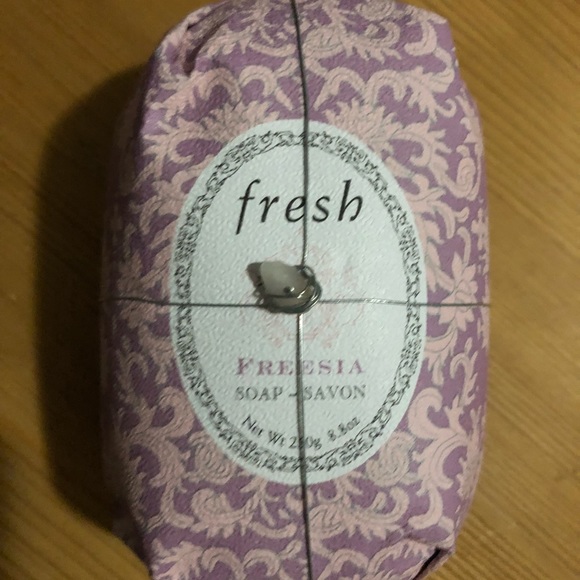 fresh
FREESIA
SOAP - SAVON
Net Wt 250g 8.8oz